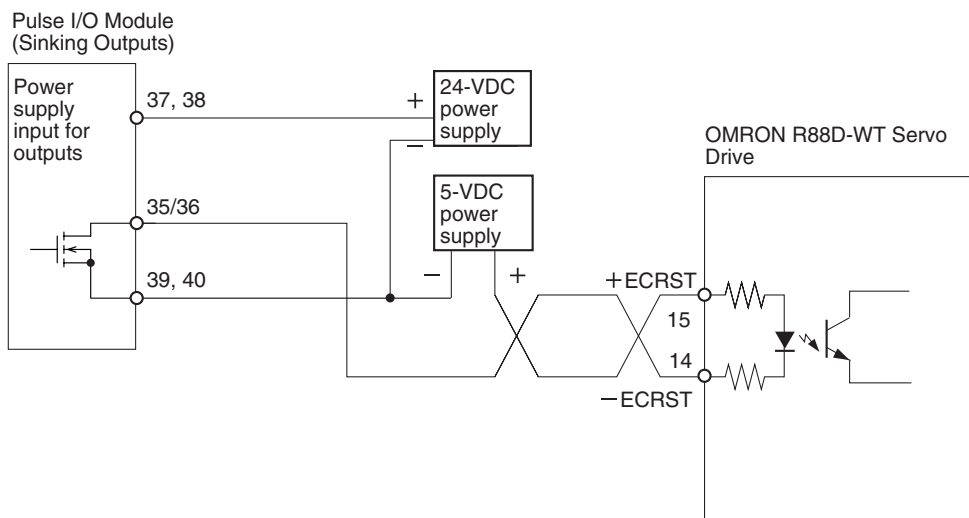 Pulse I/O Module
(Sinking Outputs)
Power
supply
input for
outputs
37, 38
+
24-VDC
power
supply
−
OMRON R88D-WT Servo
Drive
35/36
5-VDC
power
supply
39, 40
−
+
+ECRST
15
14
−ECRST